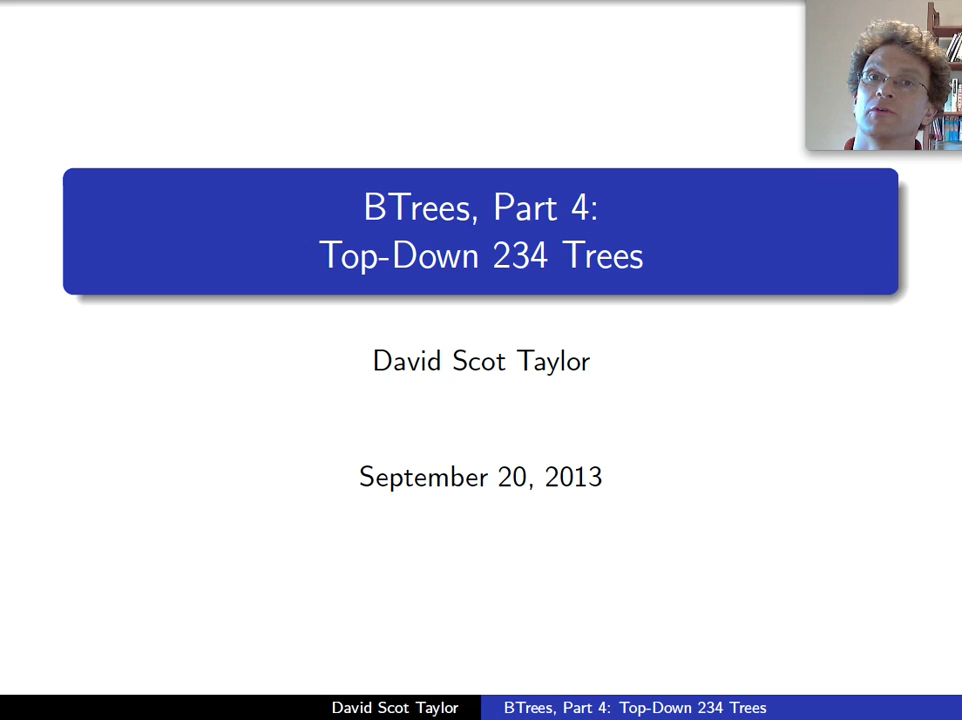 BTrees, Part 4:
Top-Down 234 Trees
David Scot Taylor
September 20, 2013
David Scot Taylor
BTrees, Part 4: Top-Down 234 Trees